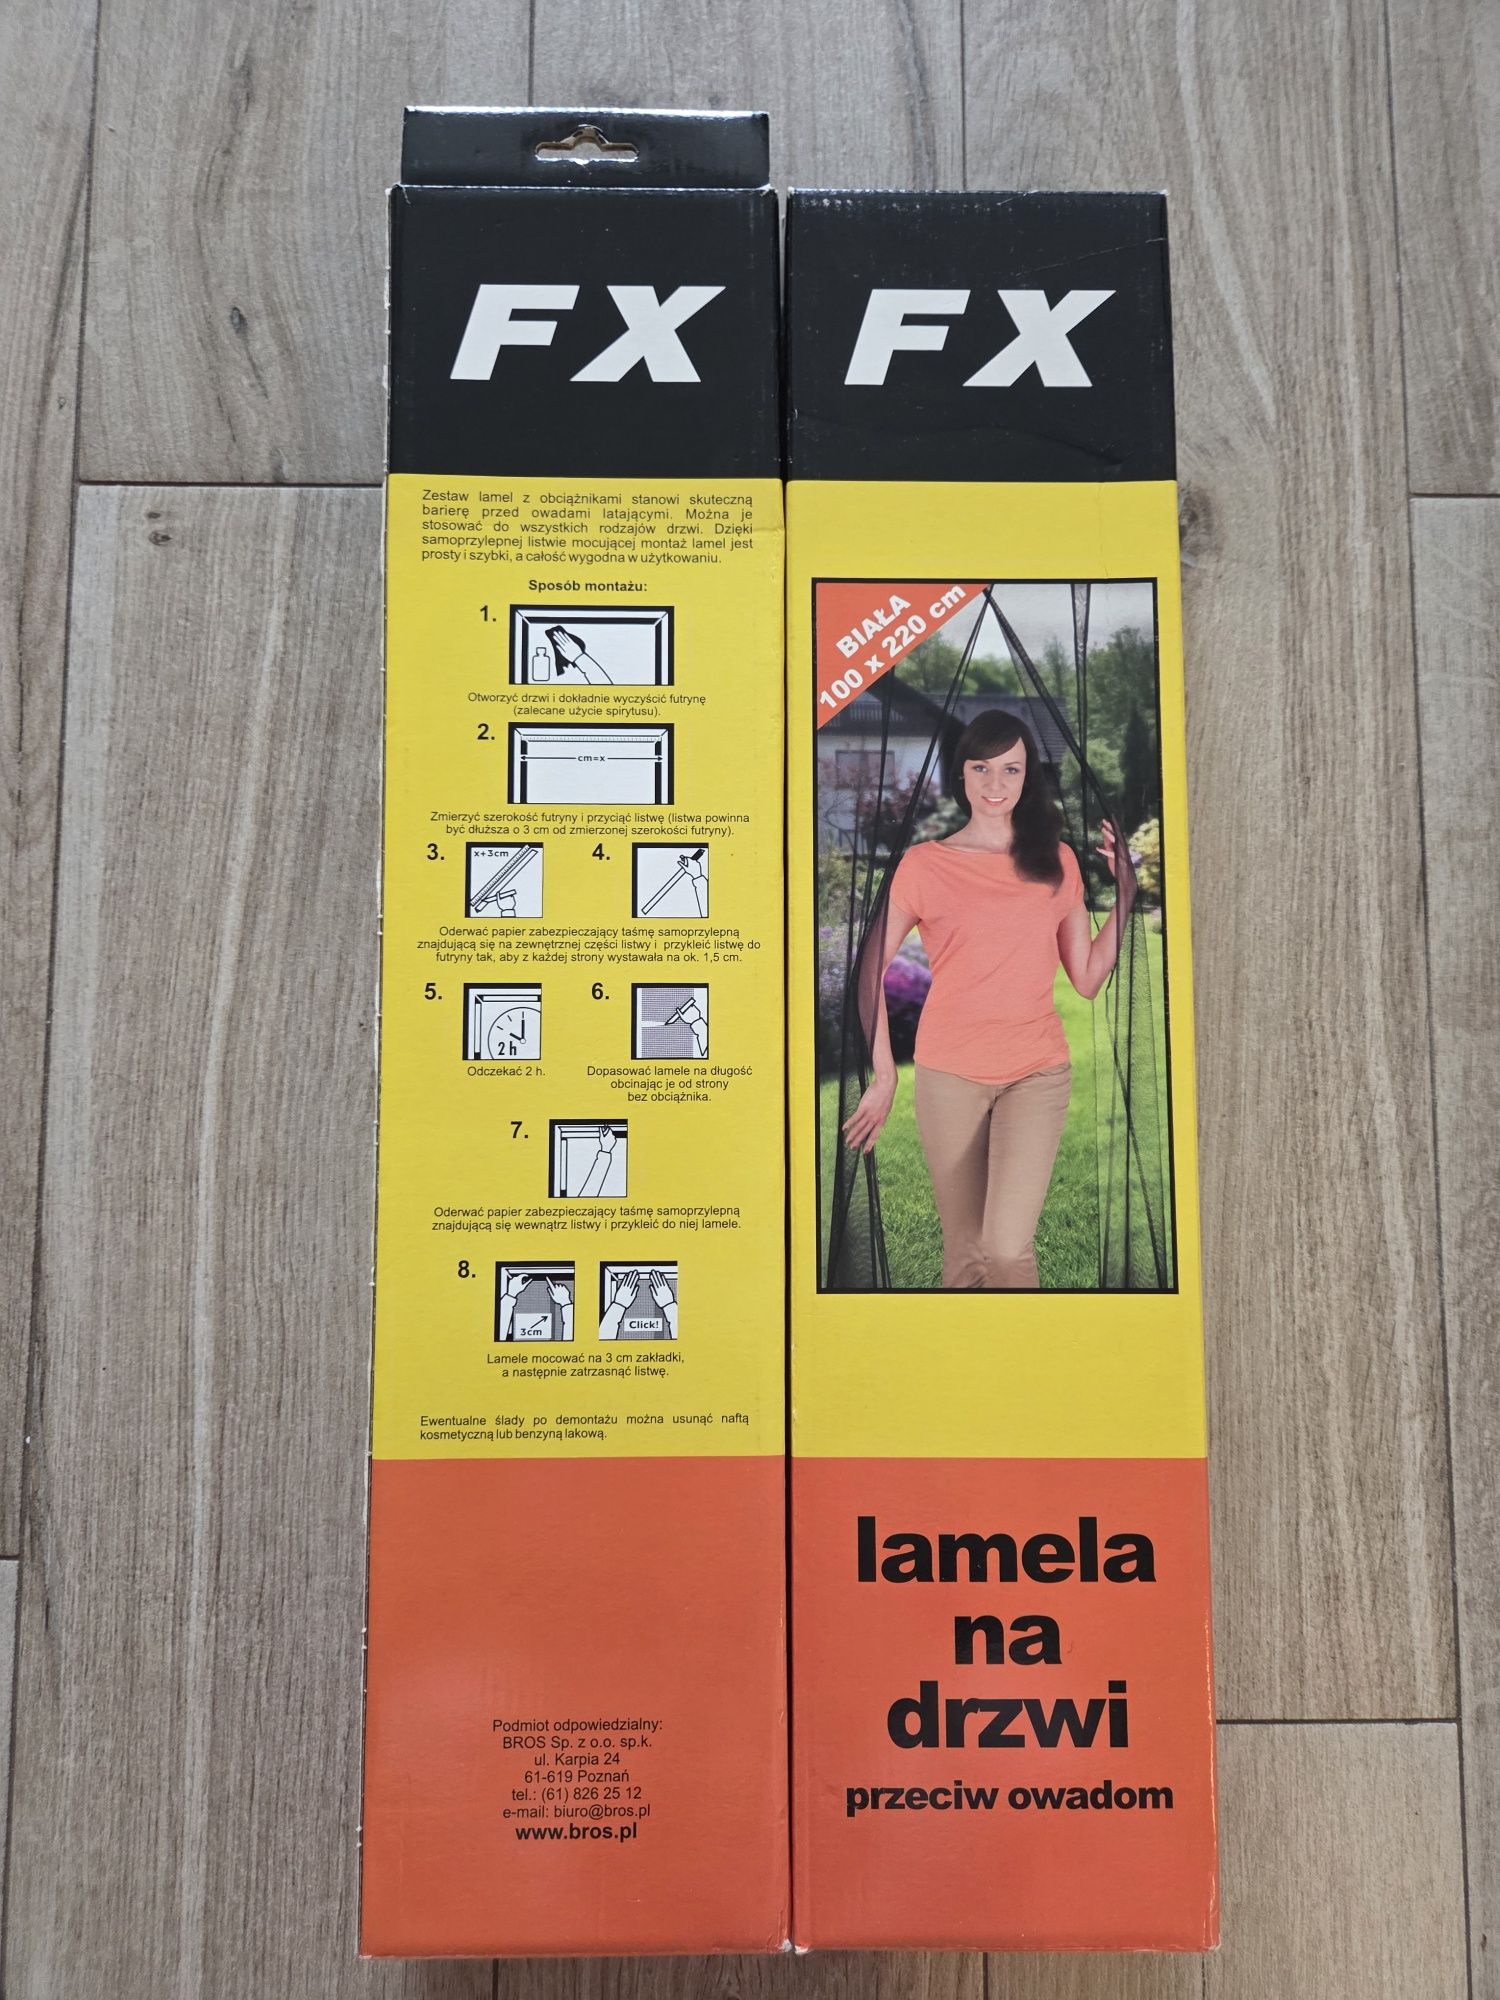 FX
Zestaw lamel z obciążnikami stanowi skuteczną
barierę przed owadami latającymi. Można je
stosować do wszystkich rodzajów drzwi. Dzięki
samoprzylepnej listwie mocującej montaż lamel jest
prosty i szybki, a całość wygodna w użytkowaniu.
Sposób montażu:
1.
Otworzyć drzwi i dokładnie wyczyścić futrynę
(zalecane użycie spirytusu).
2.
cm=x
Zmierzyć szerokość futryny i przyciąć listwę (listwa powinna
być dłuższa o 3 cm od zmierzonej szerokości futryny).
3.
x+3cm
4.
Oderwać papier zabezpieczający taśmę samoprzylepną
znajdującą się na zewnętrznej części listwy i przykleić listwę do
futryny tak, aby z każdej strony wystawała na ok. 1,5 cm.
5.
2 h
Odczekać 2 h.
6.
Dopasować lamele na długość
obcinając je od strony
bez obciążnika.
7.
Oderwać papier zabezpieczający taśmę samoprzylepną
znajdującą się wewnątrz listwy i przykleić do niej lamele.
8.
3cm
Click!
Lamele mocować na 3 cm zakładki,
a następnie zatrzasnąć listwę.
Ewentualne ślady po demontażu można usunąć naftą
kosmetyczną lub benzyną lakową.
Podmiot odpowiedzialny:
BROS Sp. z o.o. sp.k.
ul. Karpia 24
61-619 Poznań
tel.: (61) 826 25 12
e-mail: biuro@bros.pl
www.bros.pl
FX
BIAŁA
100 x 220 cm
lamela
na
drzwi
przeciw owadom